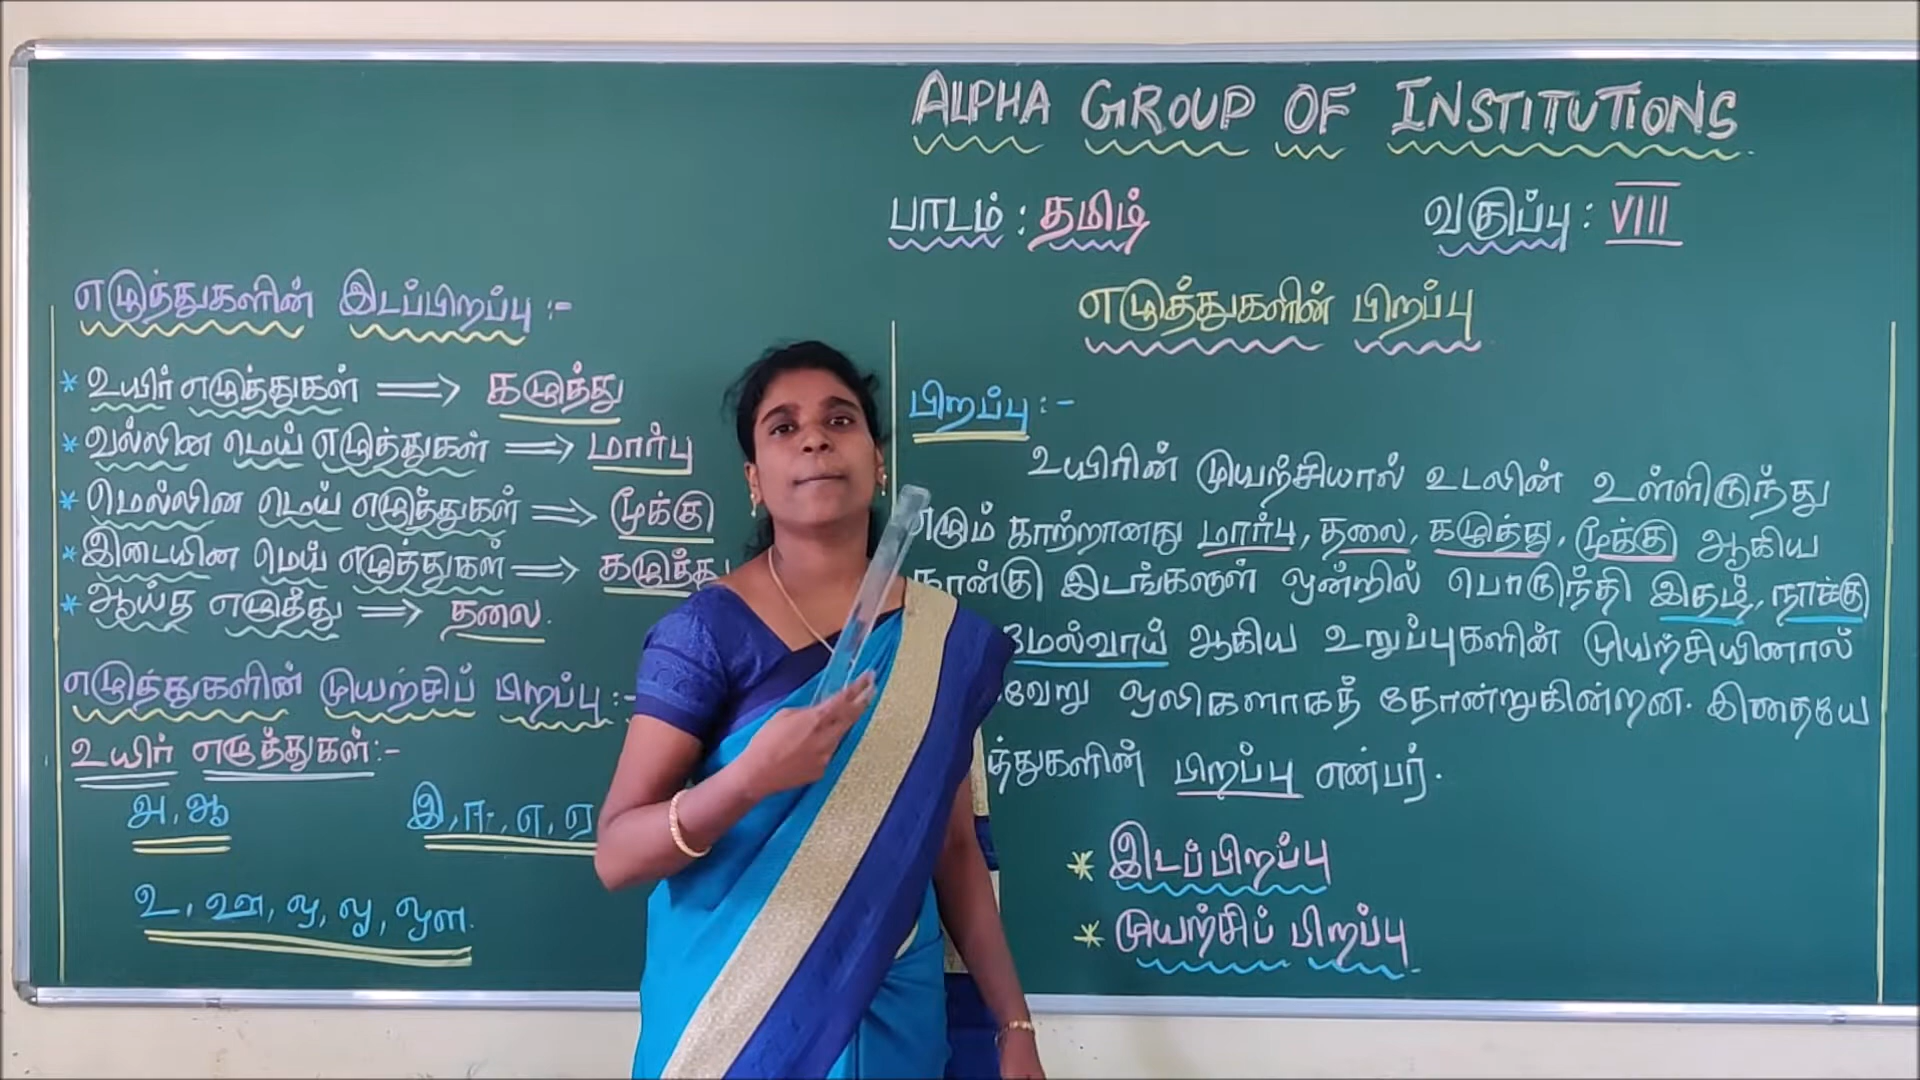 ALPHA GROUP OF INSTITUTIONS
பாடம் : தமிழ்
வகுப்பு : VIII
எழுத்துகளின் பிறப்பு
எழுத்துகளின் இடப்பிறப்பு :-
* உயிர் எழுத்துகள் ⟹ கழுத்து
* வல்லின மெய் எழுத்துகள் ⟹ மார்பு
* மெல்லின மெய் எழுத்துகள் ⟹ மூக்கு
* இடையின மெய் எழுத்துகள் ⟹ கழுத்து
* ஆய்த எழுத்து ⟹ தலை.
எழுத்துகளின் முயற்சிப் பிறப்பு :-
உயிர் எழுத்துகள் :-
அ, ஆ
இ, ஈ, எ, ஏ
உ, ஊ, ஒ, ஓ, ஔ.
பிறப்பு :-
உயிரின் முயற்சியால் உடலின் உள்ளிருந்து
எழும் காற்றானது மார்பு, தலை, கழுத்து, மூக்கு ஆகிய
நான்கு இடங்களுள் ஒன்றில் பொருந்தி இதழ், நாக்கு
மேல்வாய் ஆகிய உறுப்புகளின் முயற்சியினால்
வேறு ஒலிகளாகத் தோன்றுகின்றன. இதையே
த்துகளின் பிறப்பு என்பர்.
* இடப்பிறப்பு
* முயற்சிப் பிறப்பு